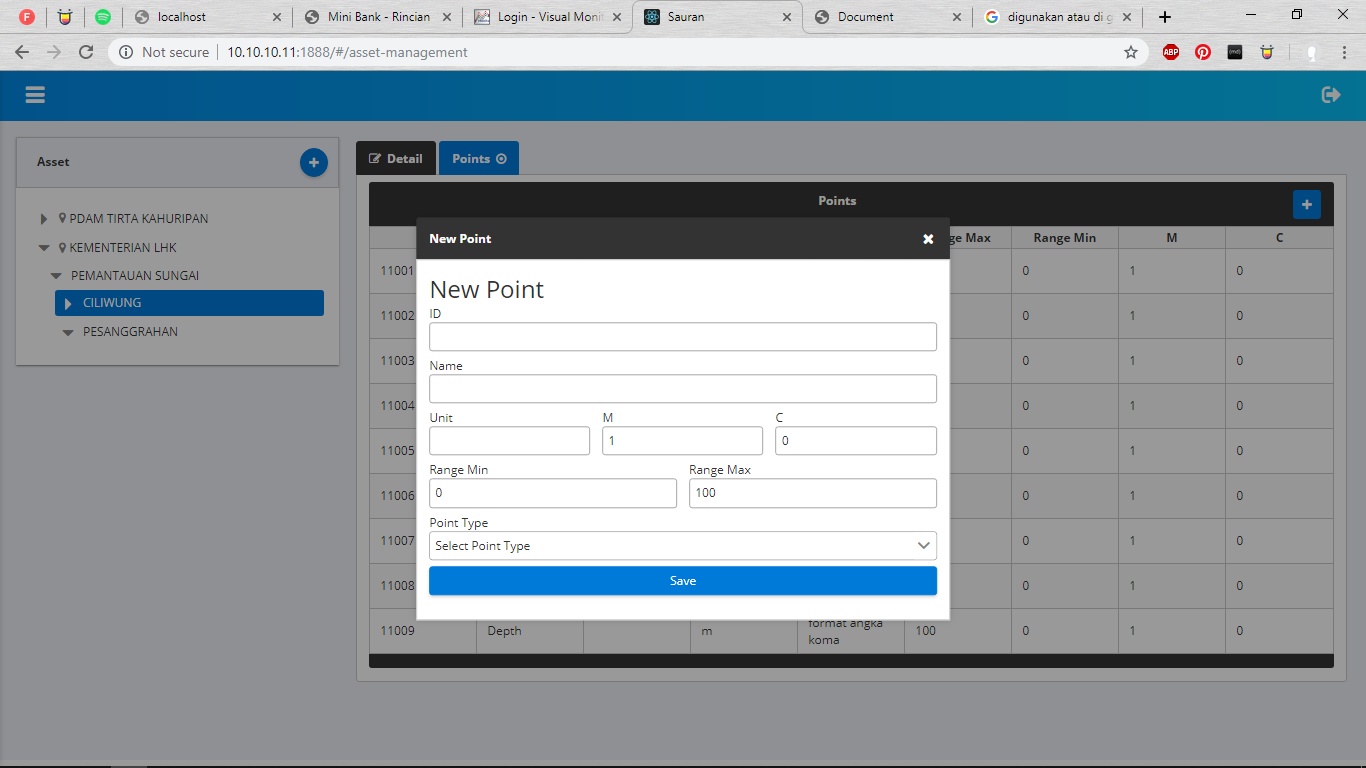 localhost Mini Bank - Rincian Login - Visual Moni Sauran Document digunakan atau di g
Not secure 10.10.10.11:1888/#/asset-management ABP
Asset
PDAM TIRTA KAHURIPAN
KEMENTERIAN LHK
PEMANTAUAN SUNGAI
CILIWUNG
PESANGGRAHAN
Detail Points
Points
ge Max Range Min M C
11001 0 1 0
11002 0 1 0
11003 0 1 0
11004 0 1 0
11005 0 1 0
11006 0 1 0
11007 0 1 0
11008 0 1 0
11009 Depth m format angka koma 100 0 1 0
New Point
New Point
ID
Name
Unit M C
1 0
Range Min Range Max
0 100
Point Type
Select Point Type
Save